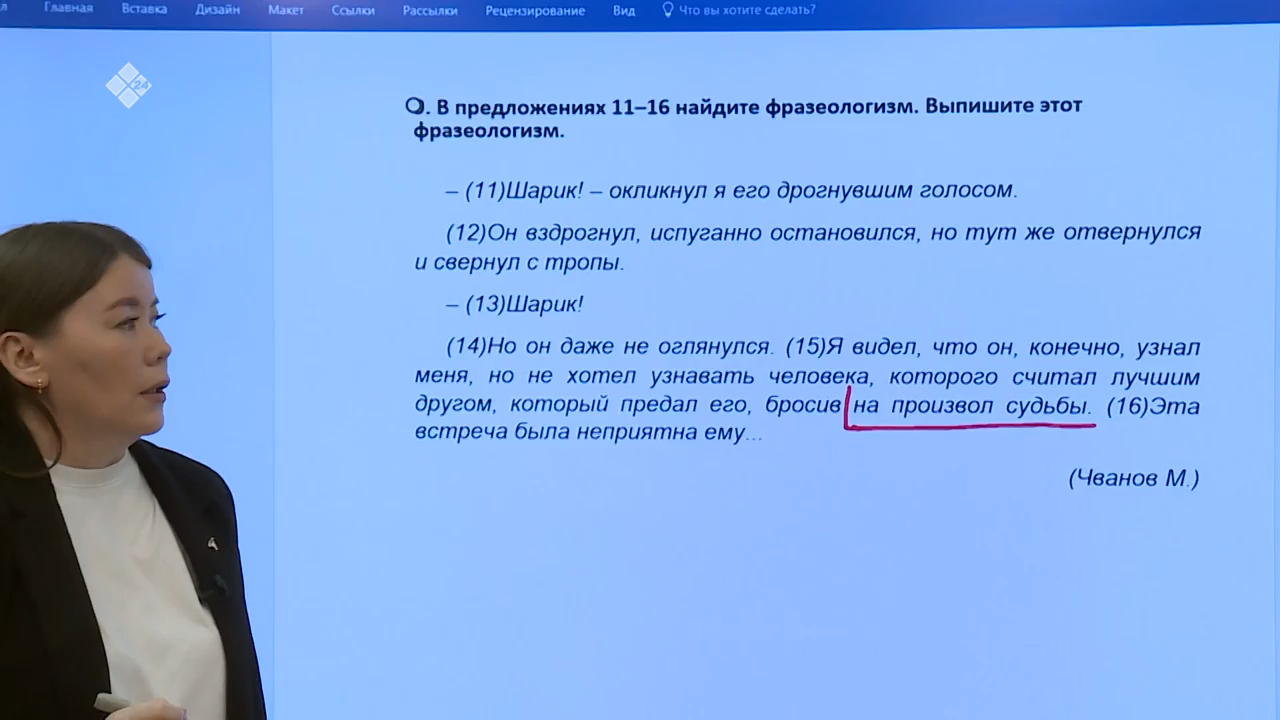 л Главная Вставка Дизайн Макет Ссылки Рассылки Рецензирование Вид Что вы хотите сделать?
24
. В предложениях 11–16 найдите фразеологизм. Выпишите этот
фразеологизм.
– (11)Шарик! – окликнул я его дрогнувшим голосом.
(12)Он вздрогнул, испуганно остановился, но тут же отвернулся
и свернул с тропы.
– (13)Шарик!
(14)Но он даже не оглянулся. (15)Я видел, что он, конечно, узнал
меня, но не хотел узнавать человека, которого считал лучшим
другом, который предал его, бросив на произвол судьбы. (16)Эта
встреча была неприятна ему...
(Чванов М.)